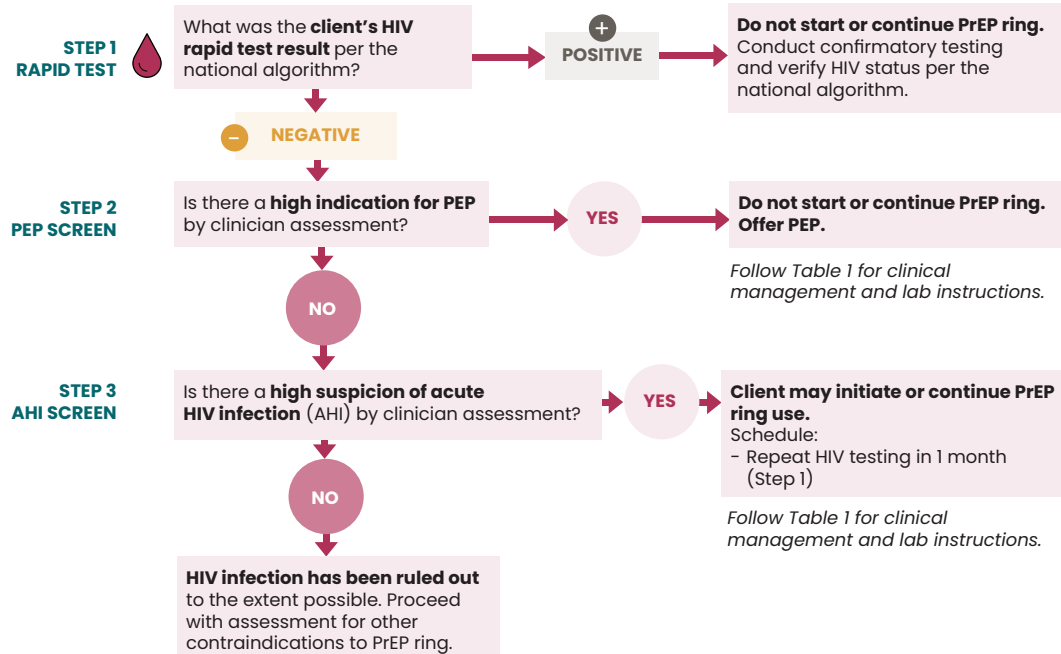 STEP 1
RAPID TEST
What was the client's HIV
rapid test result per the
national algorithm?
+
POSITIVE
Do not start or continue PrEP ring.
Conduct confirmatory testing
and verify HIV status per the
national algorithm.
−
NEGATIVE
STEP 2
PEP SCREEN
Is there a high indication for PEP
by clinician assessment?
YES
Do not start or continue PrEP ring.
Offer PEP.
Follow Table 1 for clinical
management and lab instructions.
NO
STEP 3
AHI SCREEN
Is there a high suspicion of acute
HIV infection (AHI) by clinician assessment?
YES
Client may initiate or continue PrEP
ring use.
Schedule:
- Repeat HIV testing in 1 month
(Step 1)
Follow Table 1 for clinical
management and lab instructions.
NO
HIV infection has been ruled out
to the extent possible. Proceed
with assessment for other
contraindications to PrEP ring.